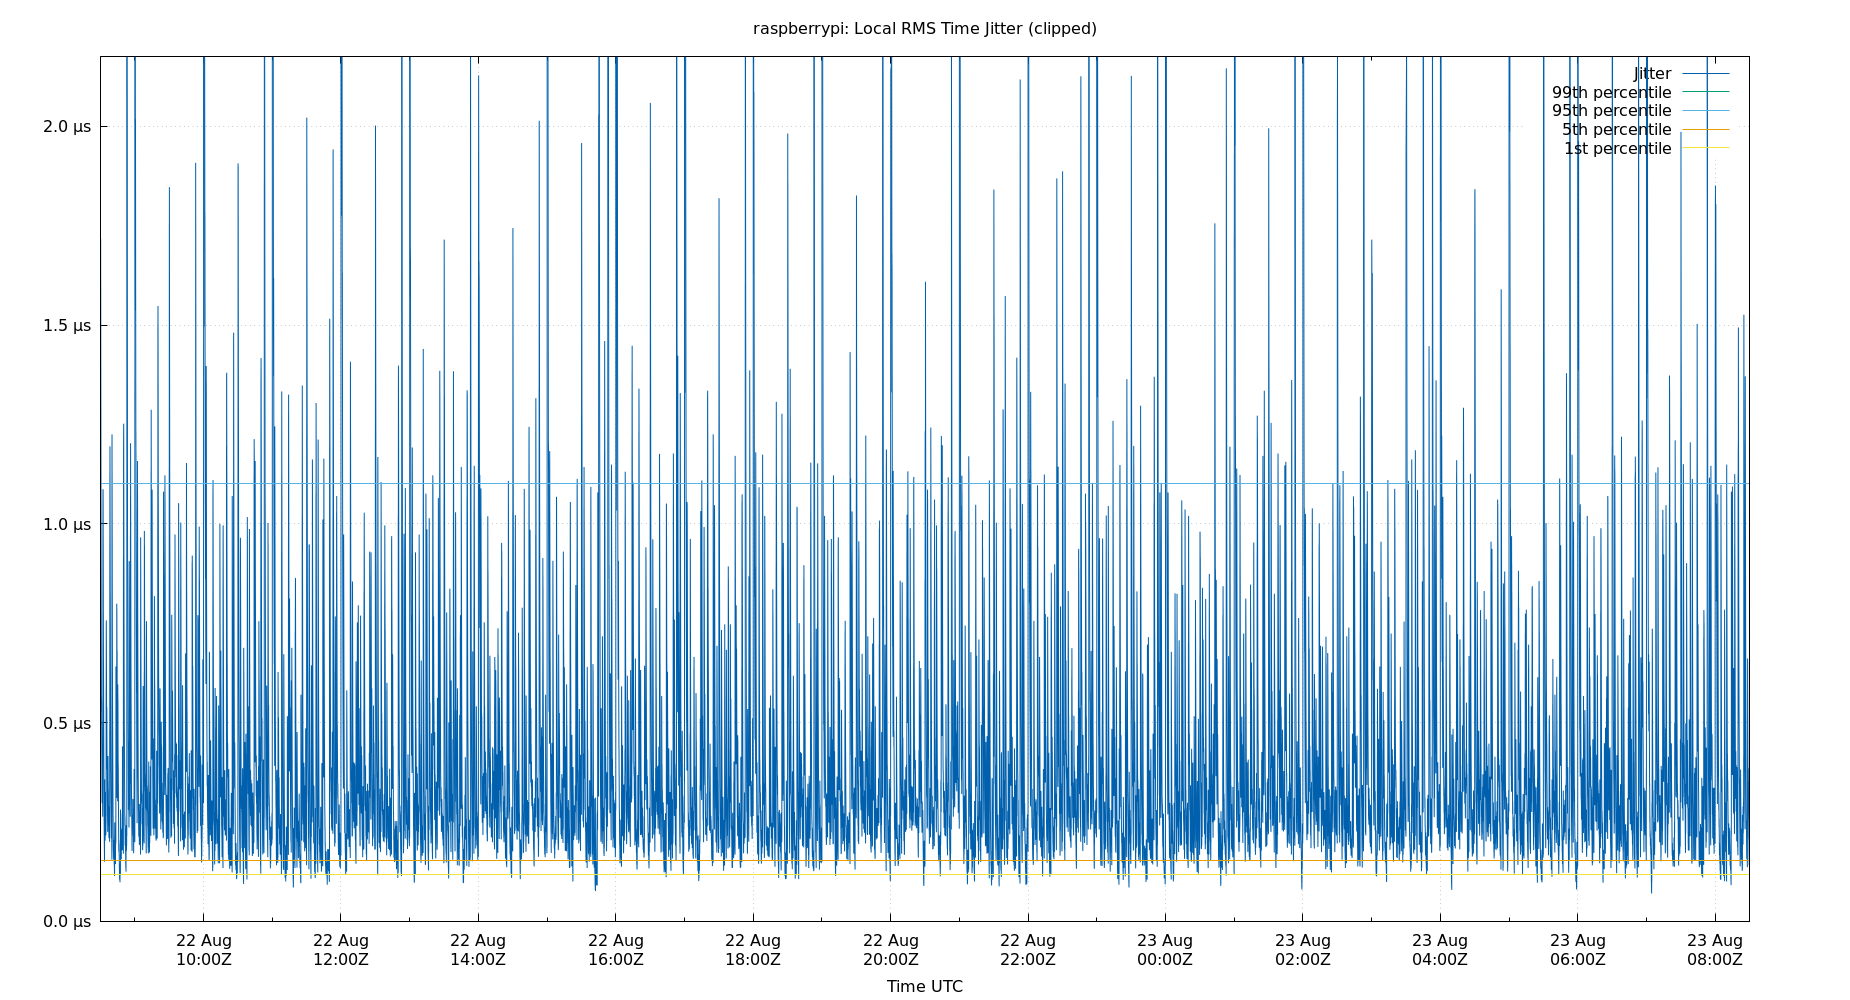 raspberrypi: Local RMS Time Jitter (clipped)
Jitter
99th percentile
95th percentile
5th percentile
1st percentile
2.0 μs
1.5 μs
1.0 μs
0.5 μs
0.0 μs
22 Aug 22 Aug 22 Aug 22 Aug 22 Aug 22 Aug 22 Aug 23 Aug 23 Aug 23 Aug 23 Aug 23 Aug
10:00Z 12:00Z 14:00Z 16:00Z 18:00Z 20:00Z 22:00Z 00:00Z 02:00Z 04:00Z 06:00Z 08:00Z
Time UTC